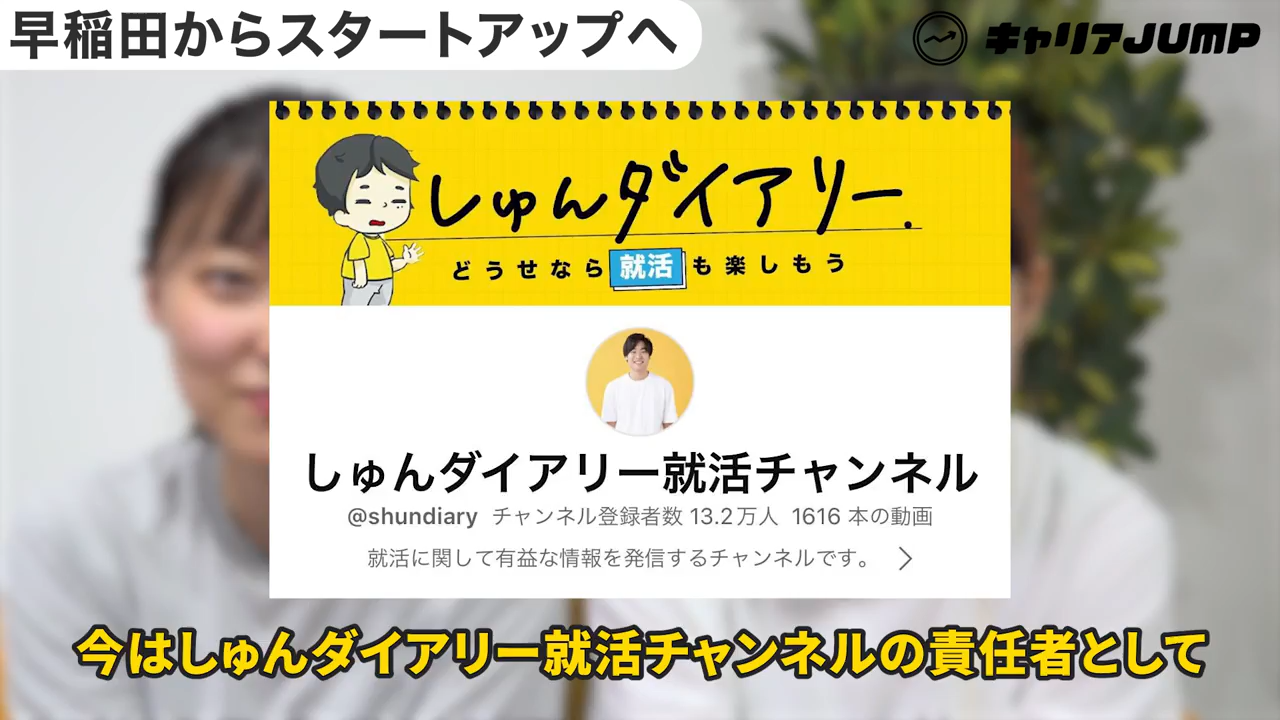 早稲田からスタートアップへ
キャリアJUMP
しゅんダイアリー.
どうせなら就活も楽しもう
しゅんダイアリー就活チャンネル
@shundiary チャンネル登録者数 13.2万人 1616 本の動画
就活に関して有益な情報を発信するチャンネルです。
今はしゅんダイアリー就活チャンネルの責任者として